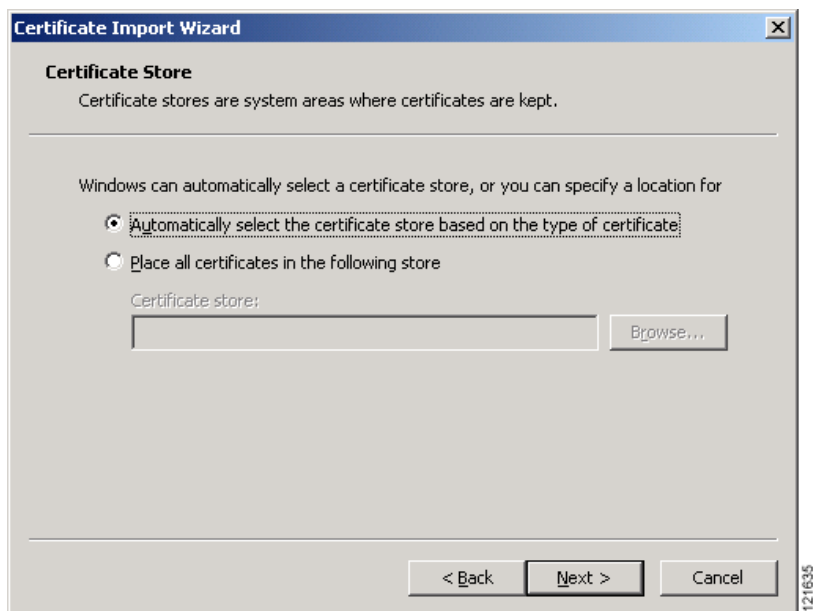 Certificate Import Wizard
Certificate Store
Certificate stores are system areas where certificates are kept.
Windows can automatically select a certificate store, or you can specify a location for
Automatically select the certificate store based on the type of certificate
Place all certificates in the following store
Certificate store:
Browse...
< Back
Next >
Cancel
121635